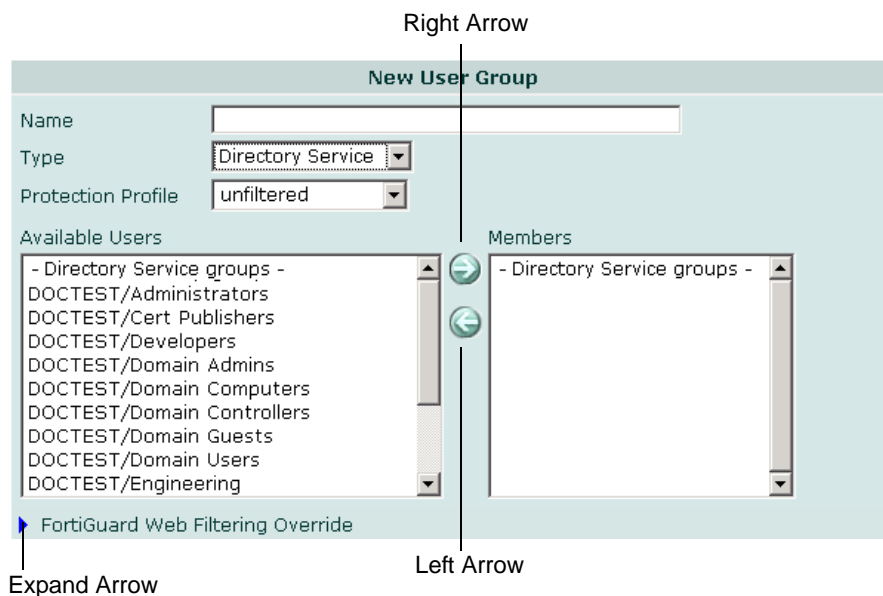 Right Arrow
New User Group
Name
Type Directory Service
Protection Profile unfiltered
Available Users
- Directory Service groups -
DOCTEST/Administrators
DOCTEST/Cert Publishers
DOCTEST/Developers
DOCTEST/Domain Admins
DOCTEST/Domain Computers
DOCTEST/Domain Controllers
DOCTEST/Domain Guests
DOCTEST/Domain Users
DOCTEST/Engineering
Members
- Directory Service groups -
FortiGuard Web Filtering Override
Left Arrow
Expand Arrow